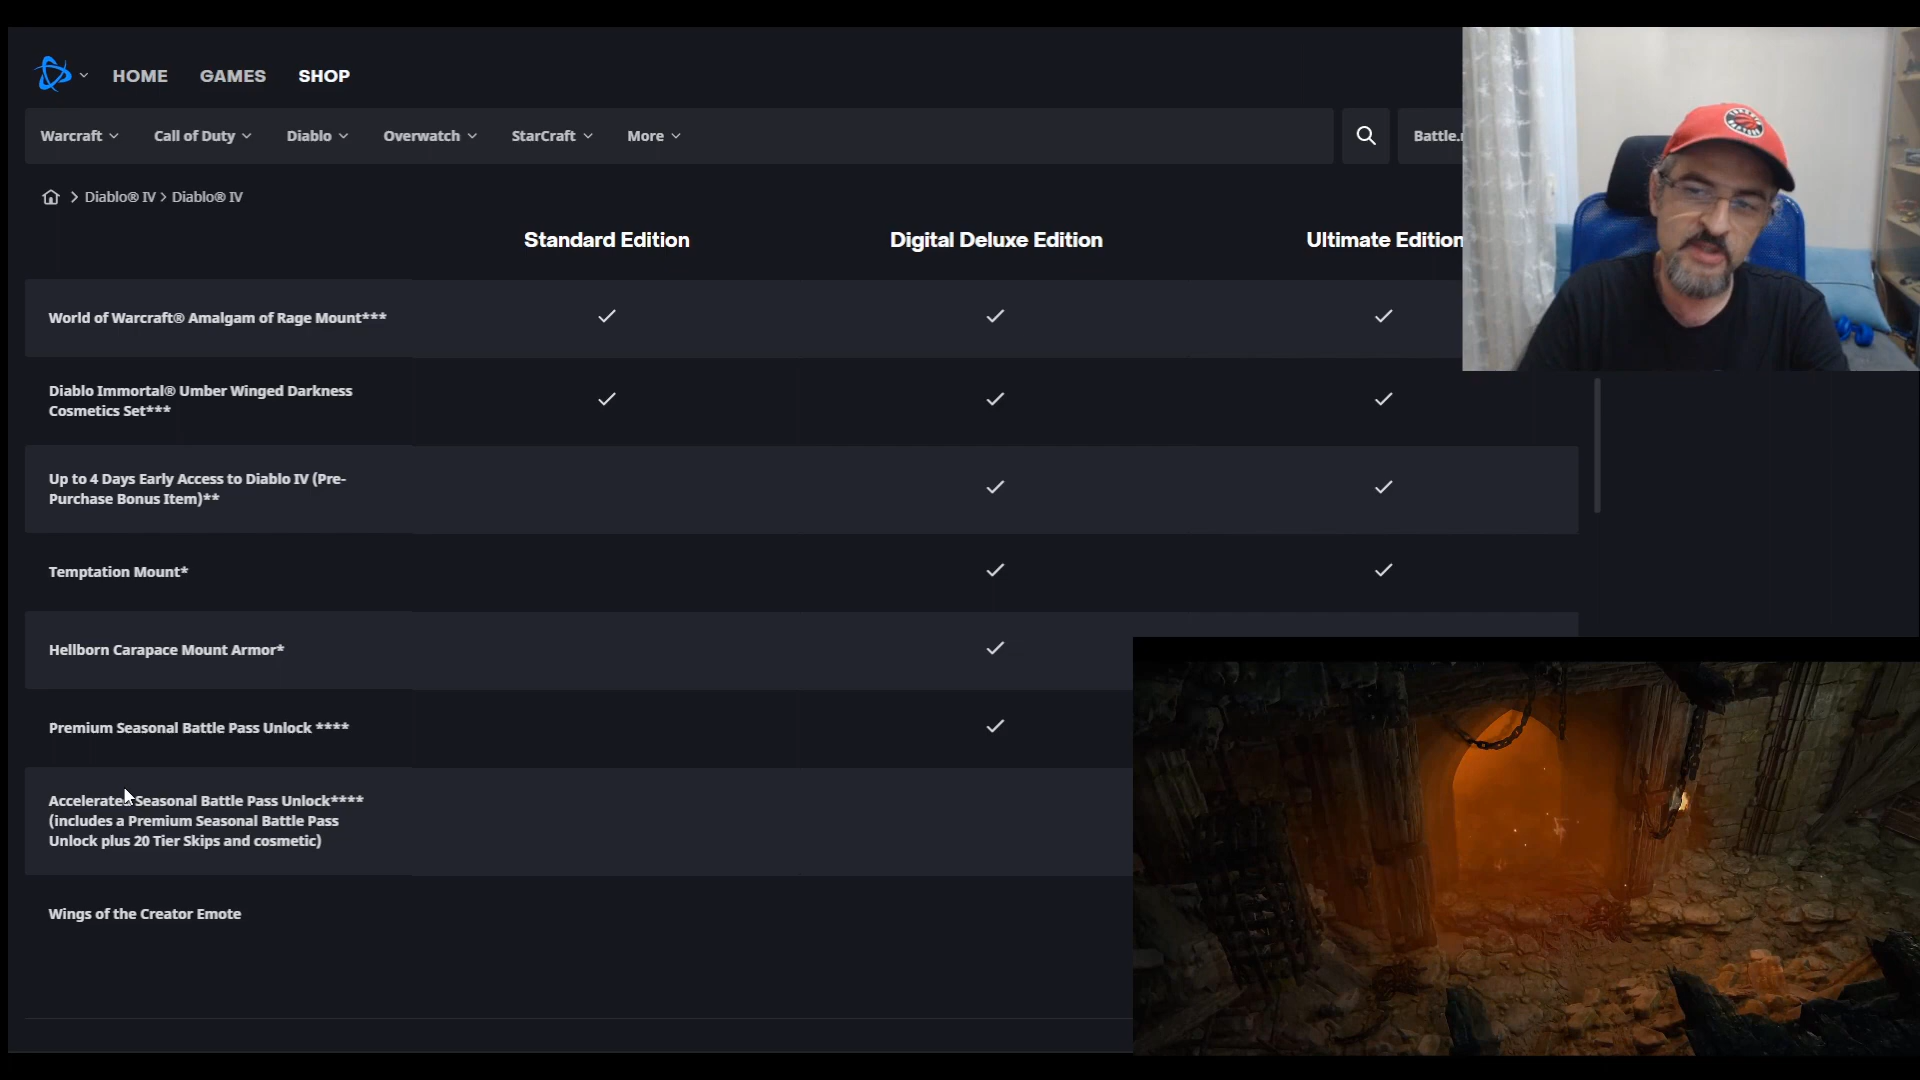 HOME GAMES SHOP
Warcraft Call of Duty Diablo Overwatch StarCraft More
Diablo® IV > Diablo® IV
Standard Edition Digital Deluxe Edition Ultimate Edition
World of Warcraft® Amalgam of Rage Mount***
Diablo Immortal® Umber Winged Darkness
Cosmetics Set***
Up to 4 Days Early Access to Diablo IV (Pre-
Purchase Bonus Item)**
Temptation Mount*
Hellborn Carapace Mount Armor*
Premium Seasonal Battle Pass Unlock ****
Accelerated Seasonal Battle Pass Unlock****
(includes a Premium Seasonal Battle Pass
Unlock plus 20 Tier Skips and cosmetic)
Wings of the Creator Emote